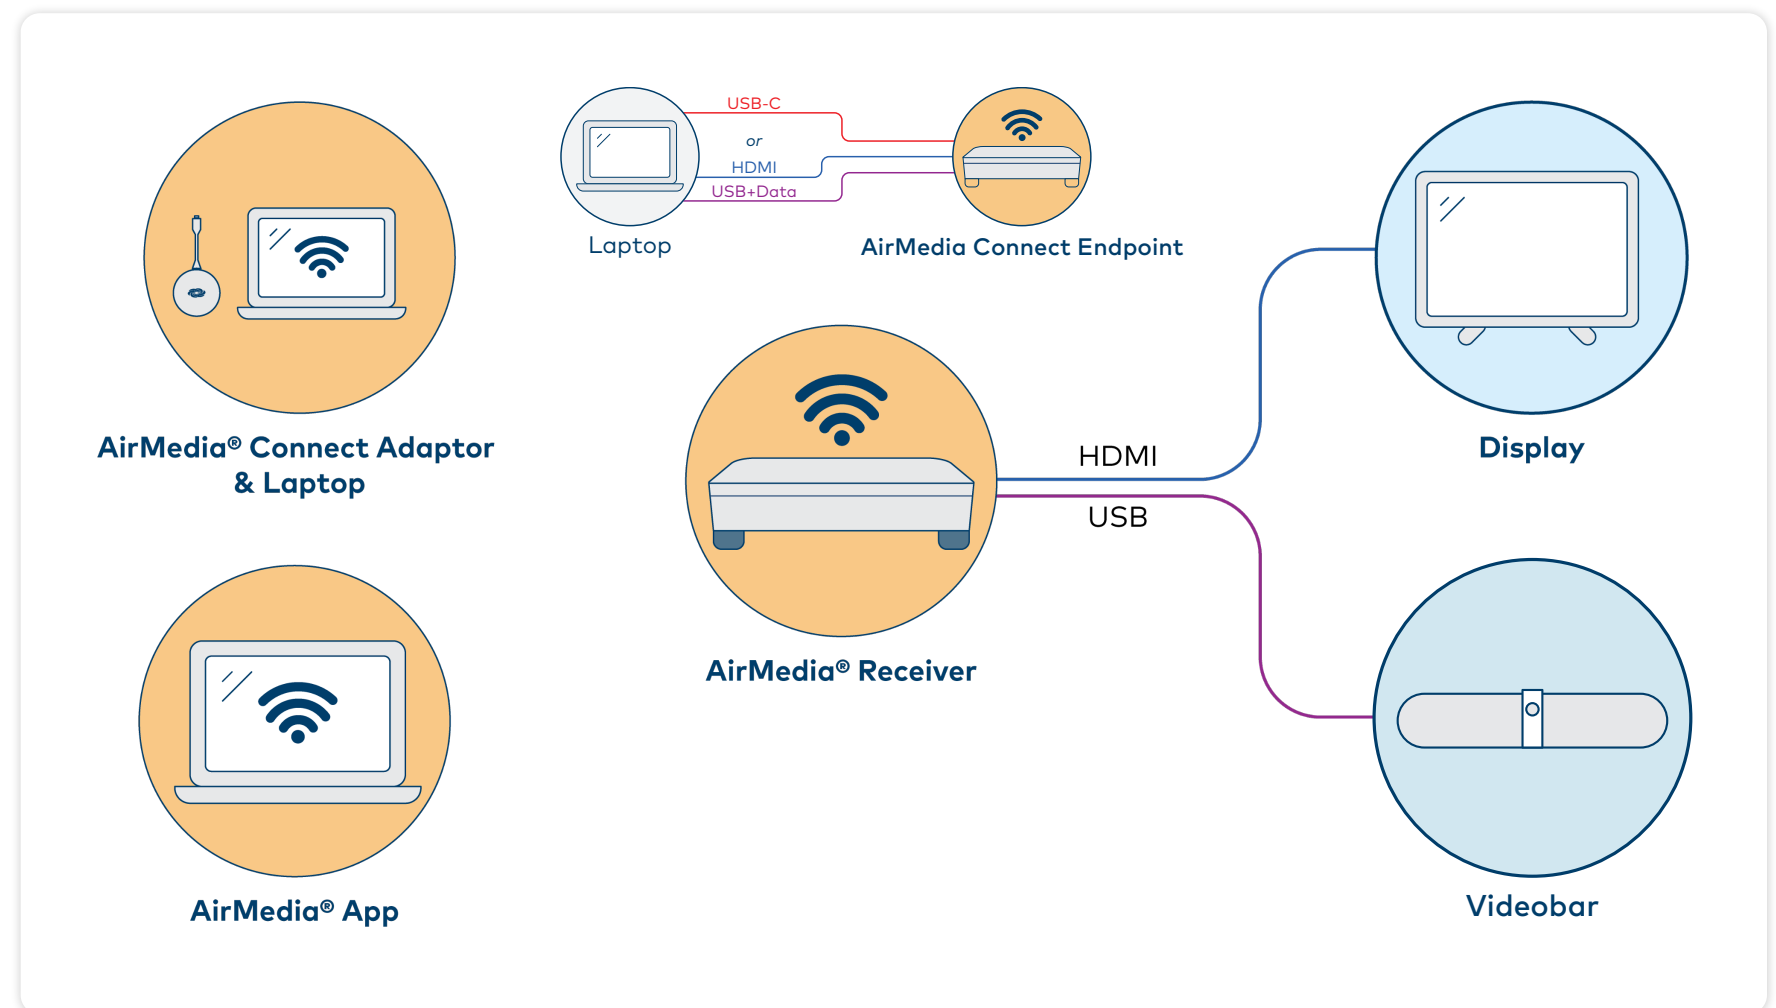 USB-C
or
HDMI
USB+Data
Laptop
AirMedia Connect Endpoint
AirMedia® Connect Adaptor
& Laptop
HDMI
USB
Display
AirMedia® Receiver
AirMedia® App
Videobar